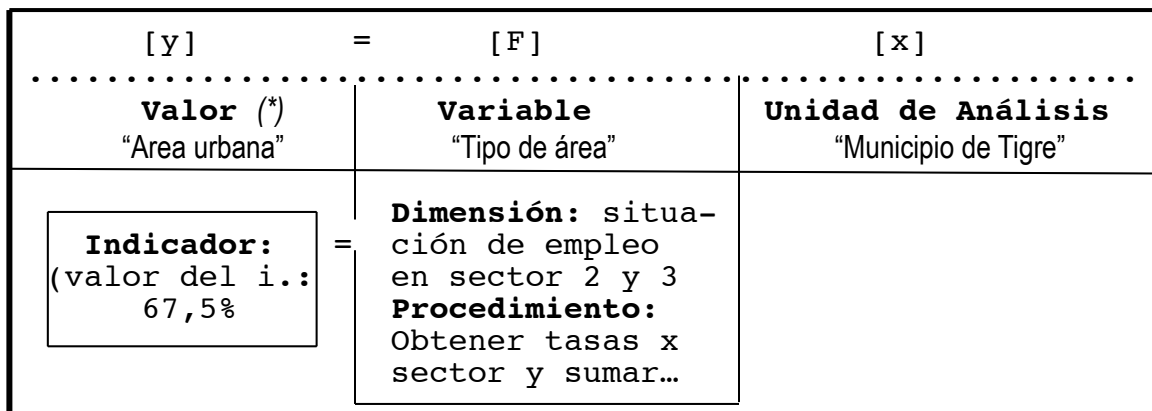 [y] = [F] [x]
Valor (*) Variable Unidad de Análisis
“Area urbana” “Tipo de área” “Municipio de Tigre”
Indicador:
(valor del i.:
67,5%
=
Dimensión: situa-
ción de empleo
en sector 2 y 3
Procedimiento:
Obtener tasas x
sector y sumar…